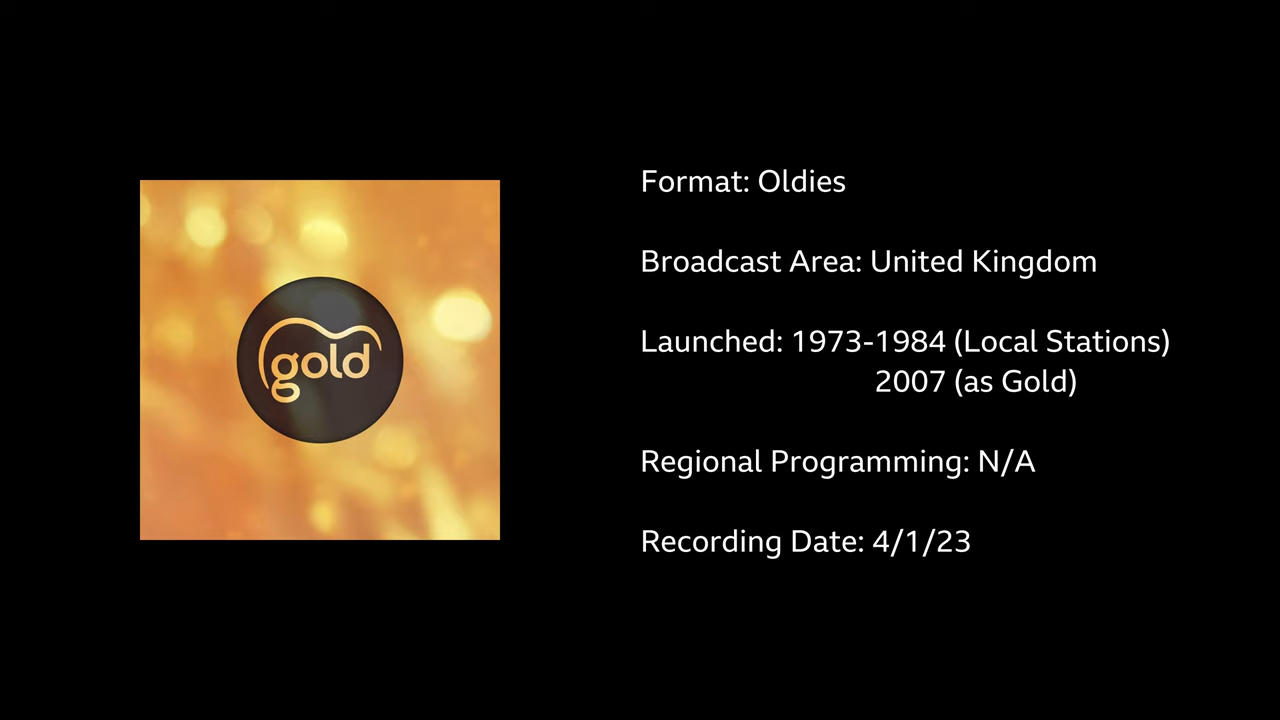 gold
Format: Oldies
Broadcast Area: United Kingdom
Launched: 1973-1984 (Local Stations)
2007 (as Gold)
Regional Programming: N/A
Recording Date: 4/1/23